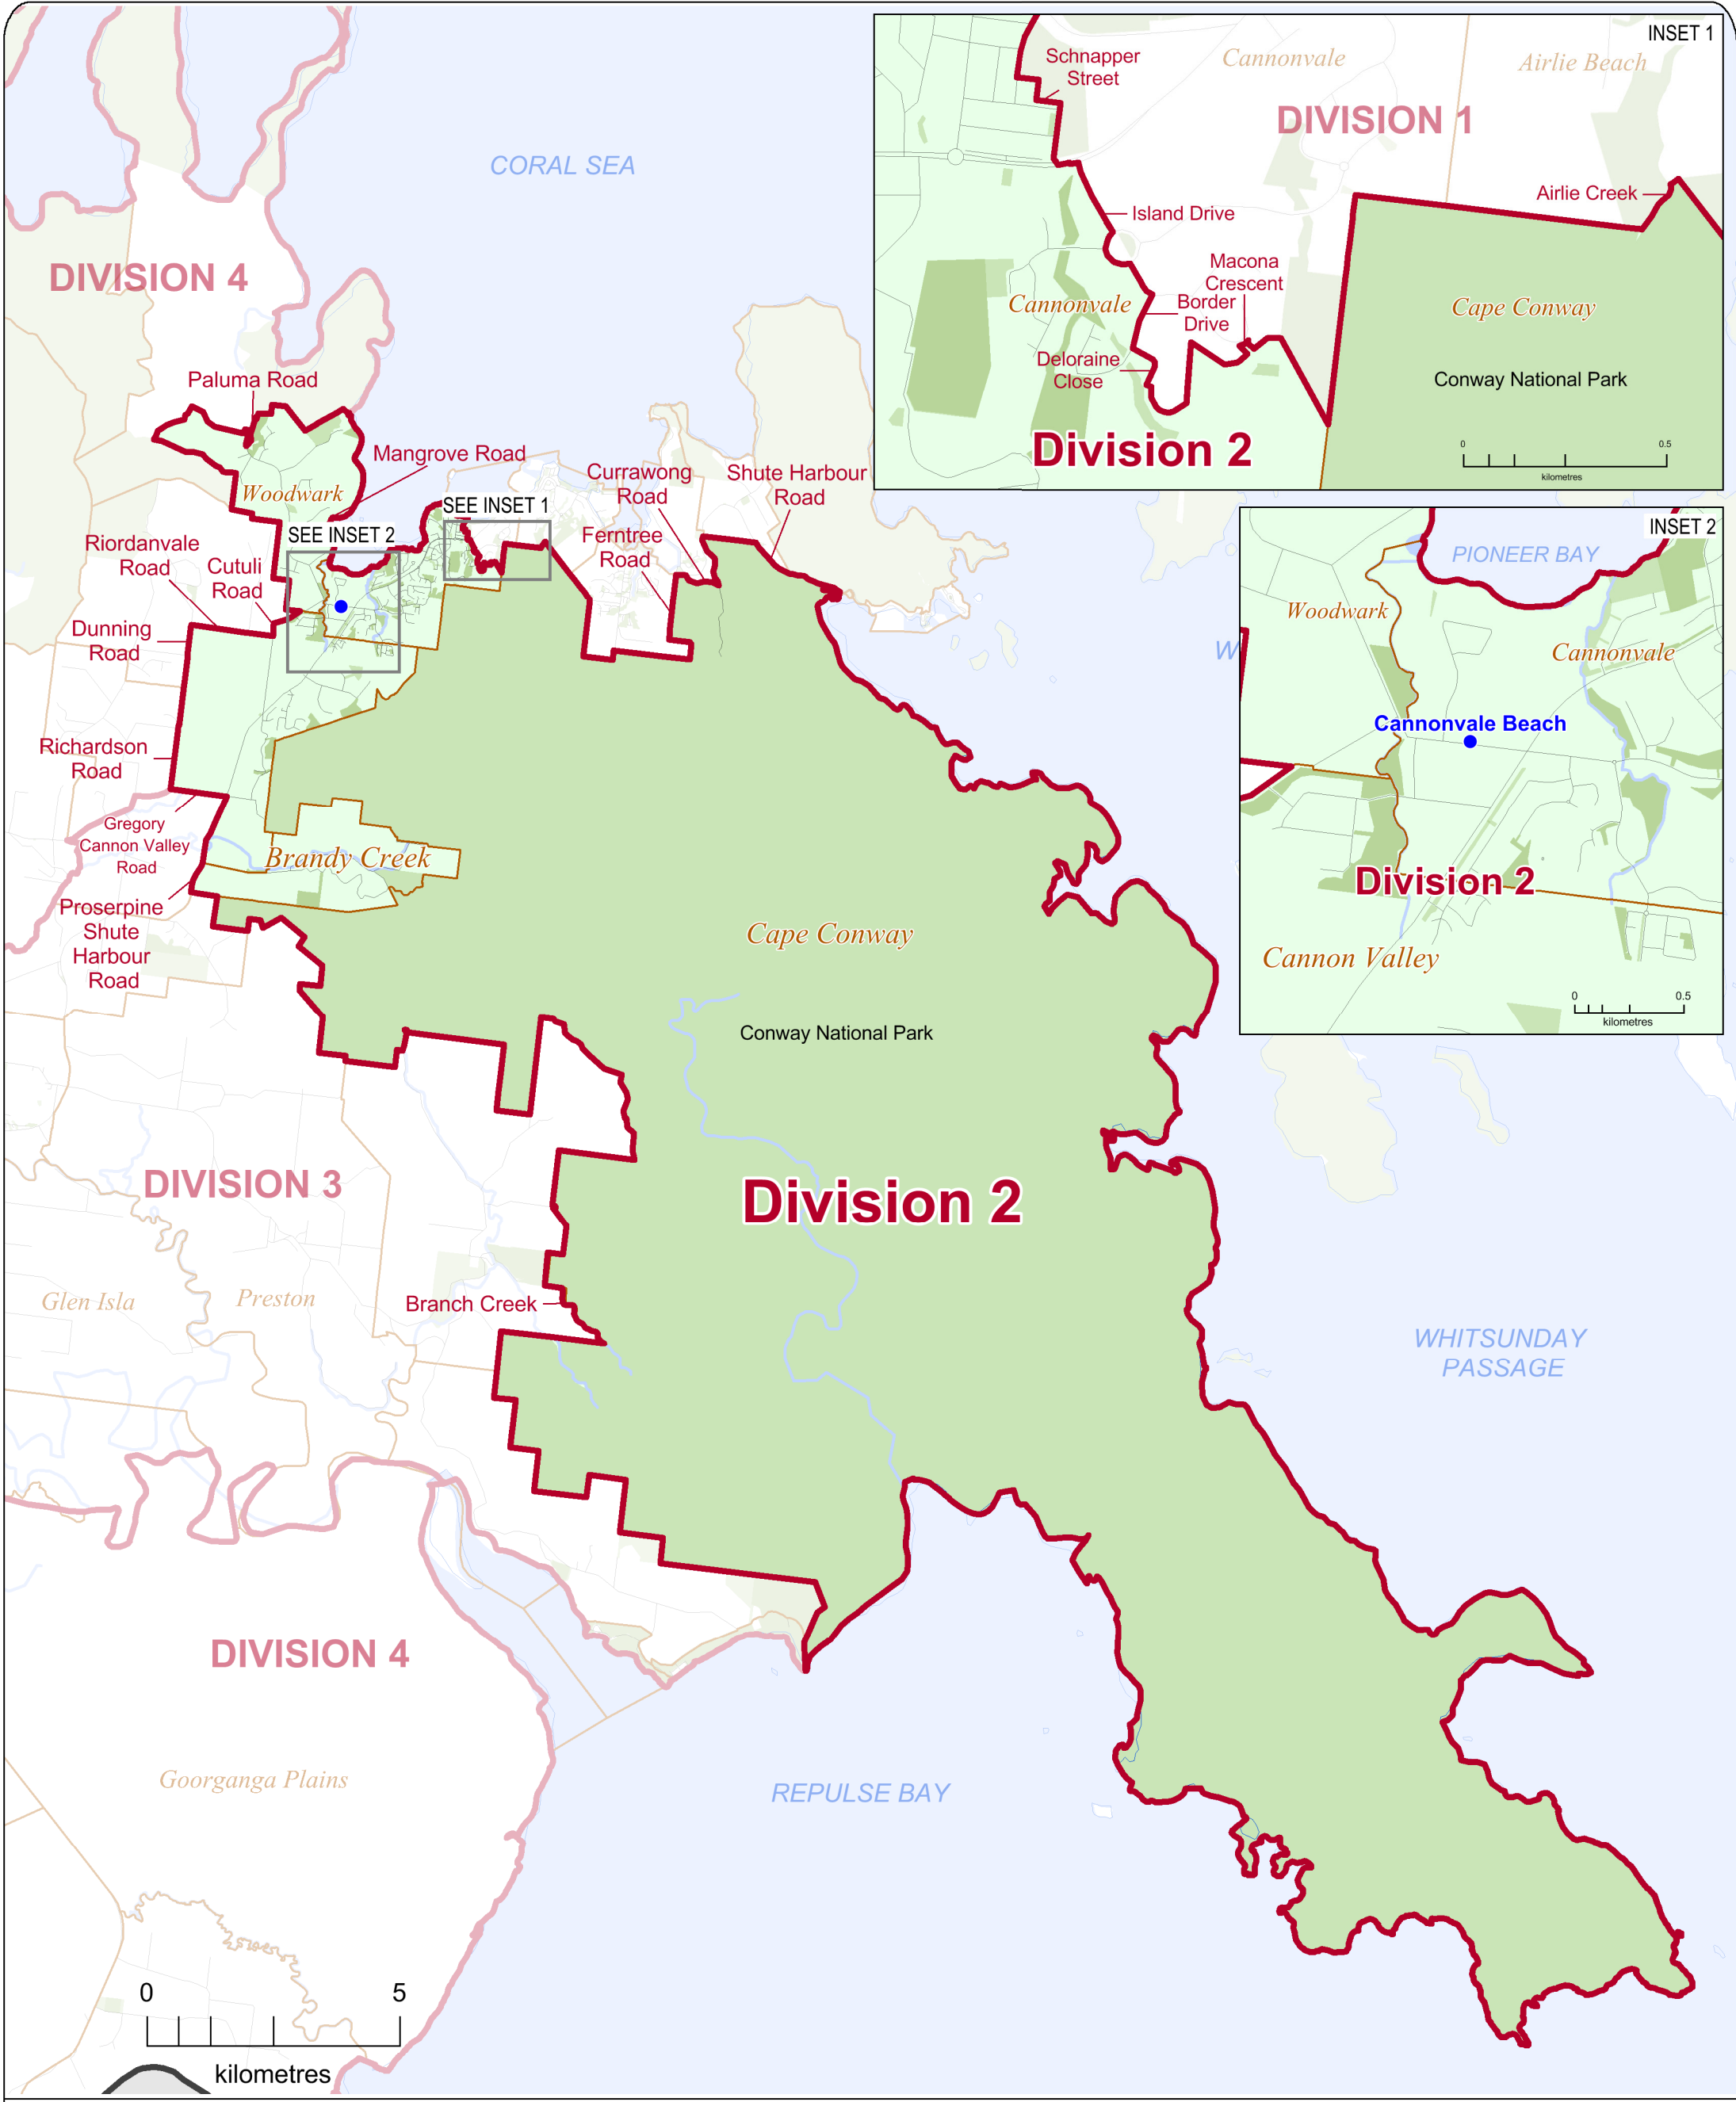 INSET 1
Schnapper
Street
Cannonvale
Airlie Beach
DIVISION 1
Airlie Creek
Island Drive
Macona
Crescent
Border
Drive
Cannonvale
Cape Conway
Deloraine
Close
Conway National Park
Division 2
0
0.5
kilometres
CORAL SEA
DIVISION 4
Paluma Road
Mangrove Road
Woodwark
SEE INSET 1
SEE INSET 2
Currawong
Road
Shute Harbour
Road
Ferntree
Road
Riordanvale
Road
Cutuli
Road
Dunning
Road
Richardson
Road
Gregory
Cannon Valley
Road
Brandy Creek
Proserpine
Shute
Harbour
Road
INSET 2
PIONEER BAY
Woodwark
Cannonvale
W
Cannonvale Beach
Division 2
Cannon Valley
0
0.5
kilometres
Cape Conway
Conway National Park
DIVISION 3
Division 2
Glen Isla
Preston
Branch Creek
WHITSUNDAY
PASSAGE
DIVISION 4
Goorganga Plains
REPULSE BAY
0
5
kilometres